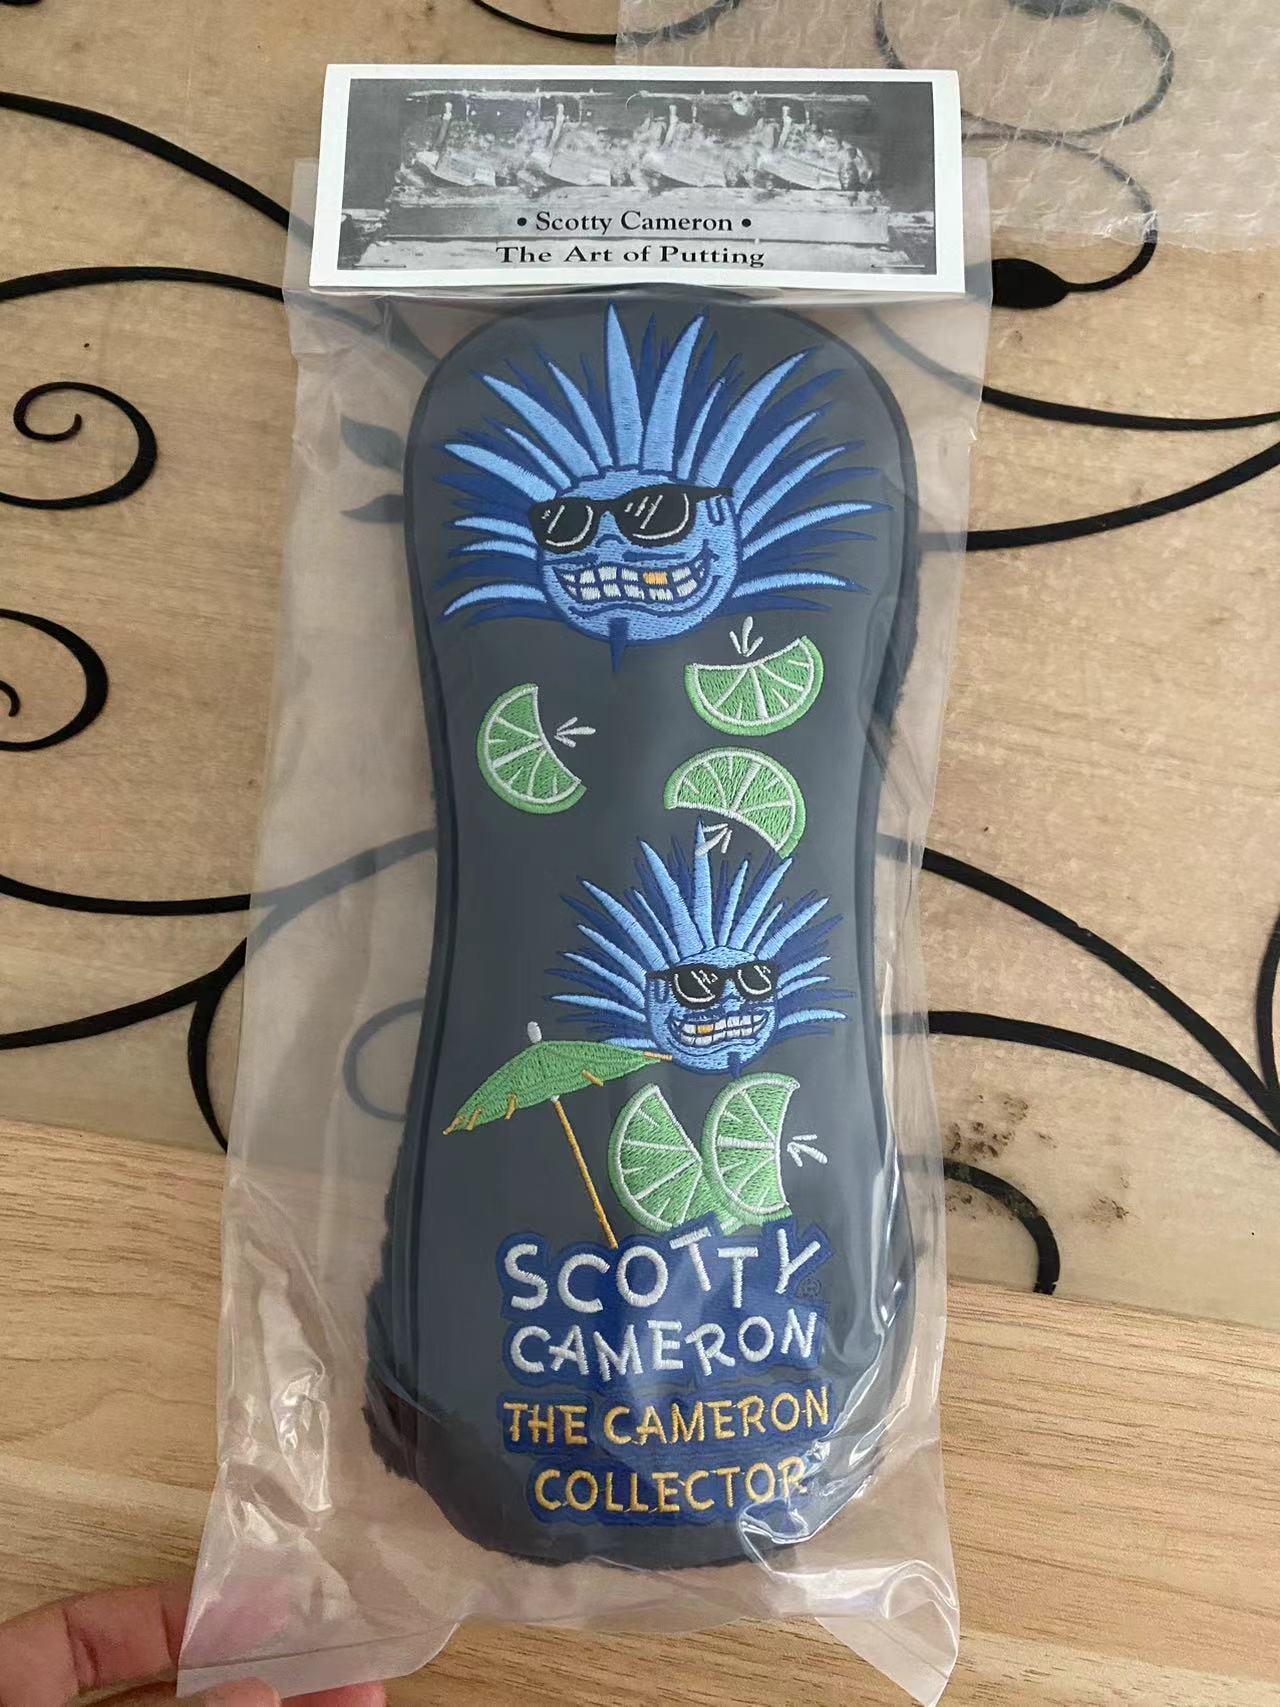 • Scotty Cameron •
The Art of Putting
SCOTTY
CAMERON
THE CAMERON
COLLECTOR